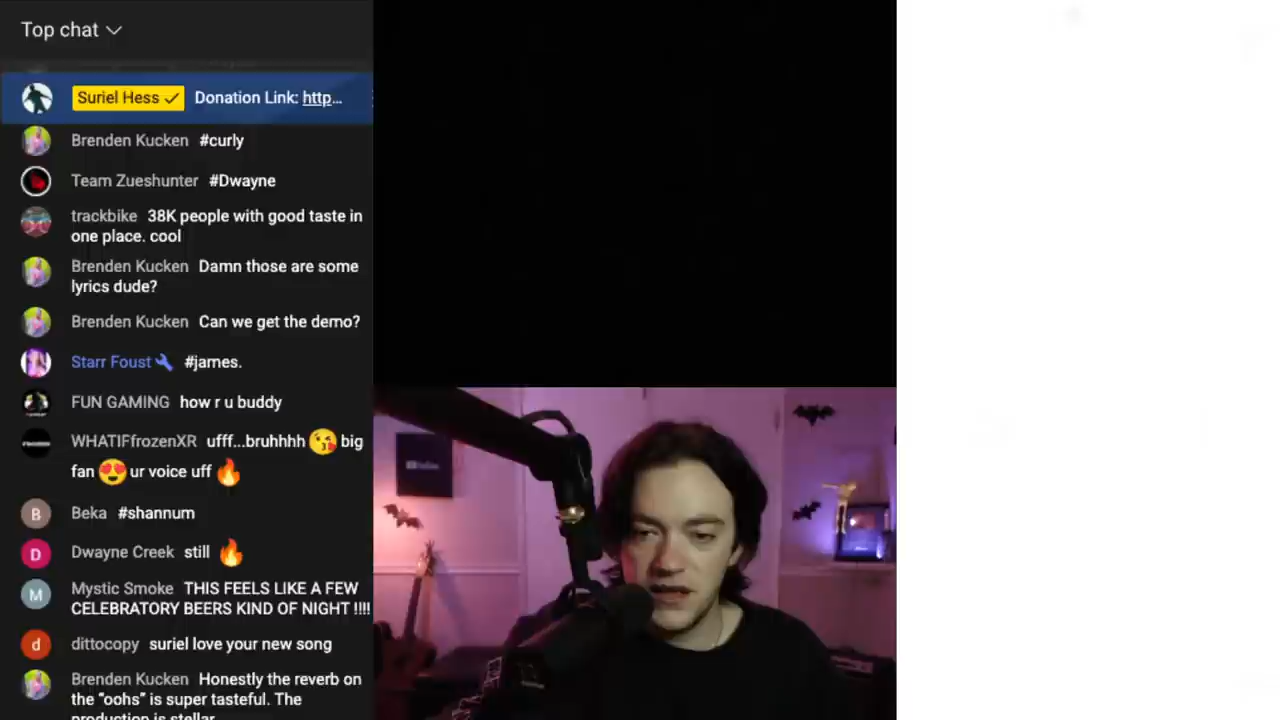 Top chat
Suriel Hess Donation Link: http...
Brenden Kucken #curly
Team Zueshunter #Dwayne
trackbike 38K people with good taste in
one place. cool
Brenden Kucken Damn those are some
lyrics dude?
Brenden Kucken Can we get the demo?
Starr Foust #james.
FUN GAMING how r u buddy
WHATIFfrozenXR ufff...bruhhhh 😘 big
fan 😍 ur voice uff 🔥
B Beka #shannum
D Dwayne Creek still 🔥
M Mystic Smoke THIS FEELS LIKE A FEW
CELEBRATORY BEERS KIND OF NIGHT !!!!
d dittocopy suriel love your new song
Brenden Kucken Honestly the reverb on
the “oohs” is super tasteful. The
production is stellar